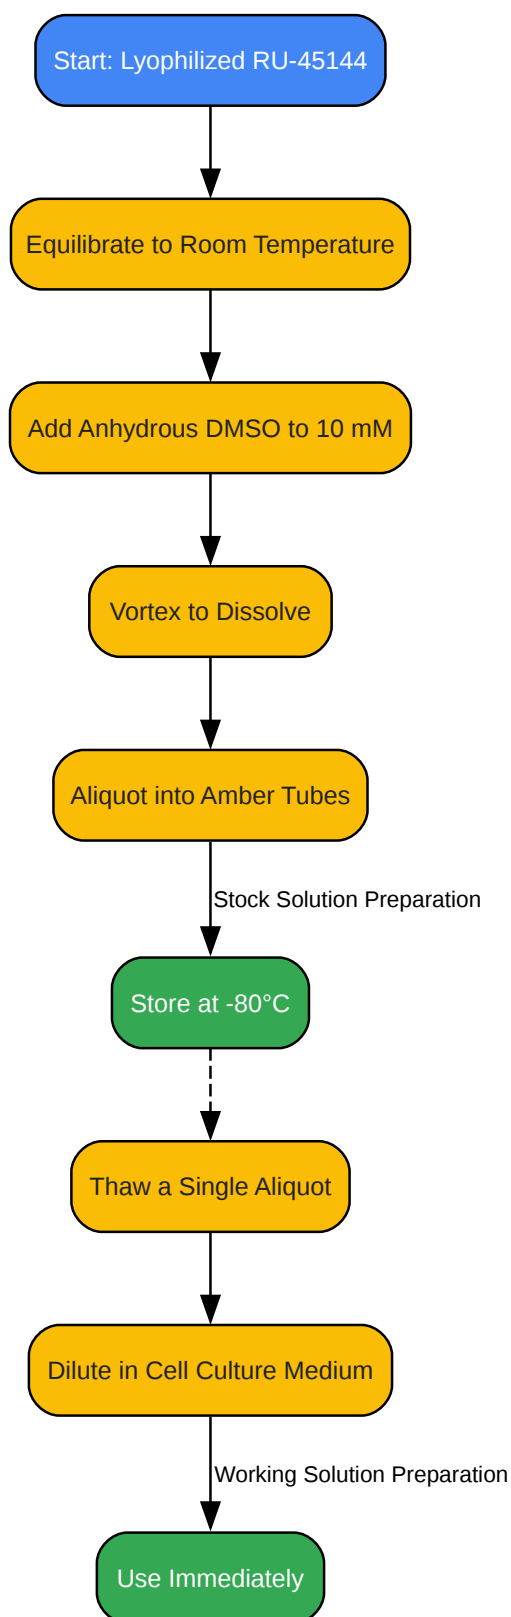 Start: Lyophilized RU-45144
Equilibrate to Room Temperature
Add Anhydrous DMSO to 10 mM
Vortex to Dissolve
Aliquot into Amber Tubes
Stock Solution Preparation
Store at -80°C
Thaw a Single Aliquot
Dilute in Cell Culture Medium
Working Solution Preparation
Use Immediately